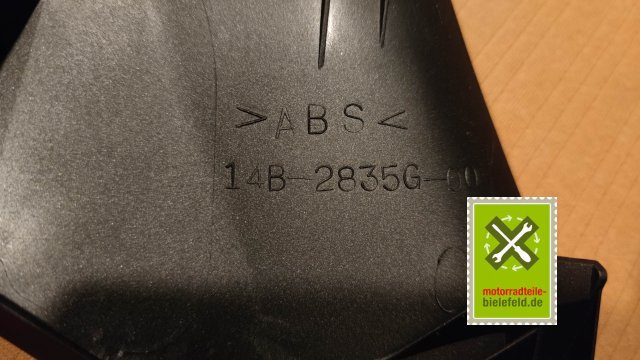 >ABS<
14B-2835G-00
motorradteile-
bielefeld.de